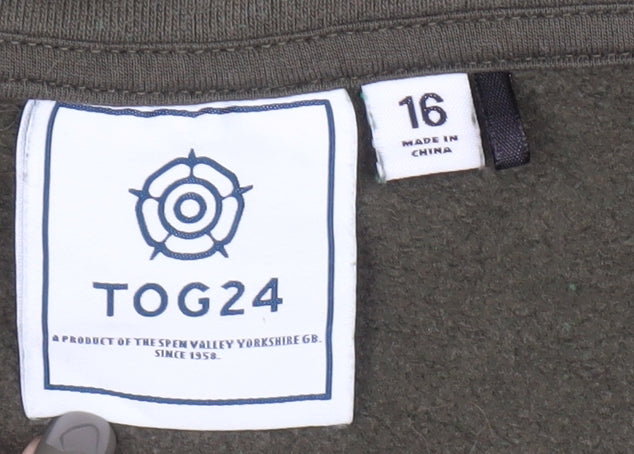 TOG24
A PRODUCT OF THE SPEN VALLEY YORKSHIRE GB.
SINCE 1958.
16
MADE IN
CHINA